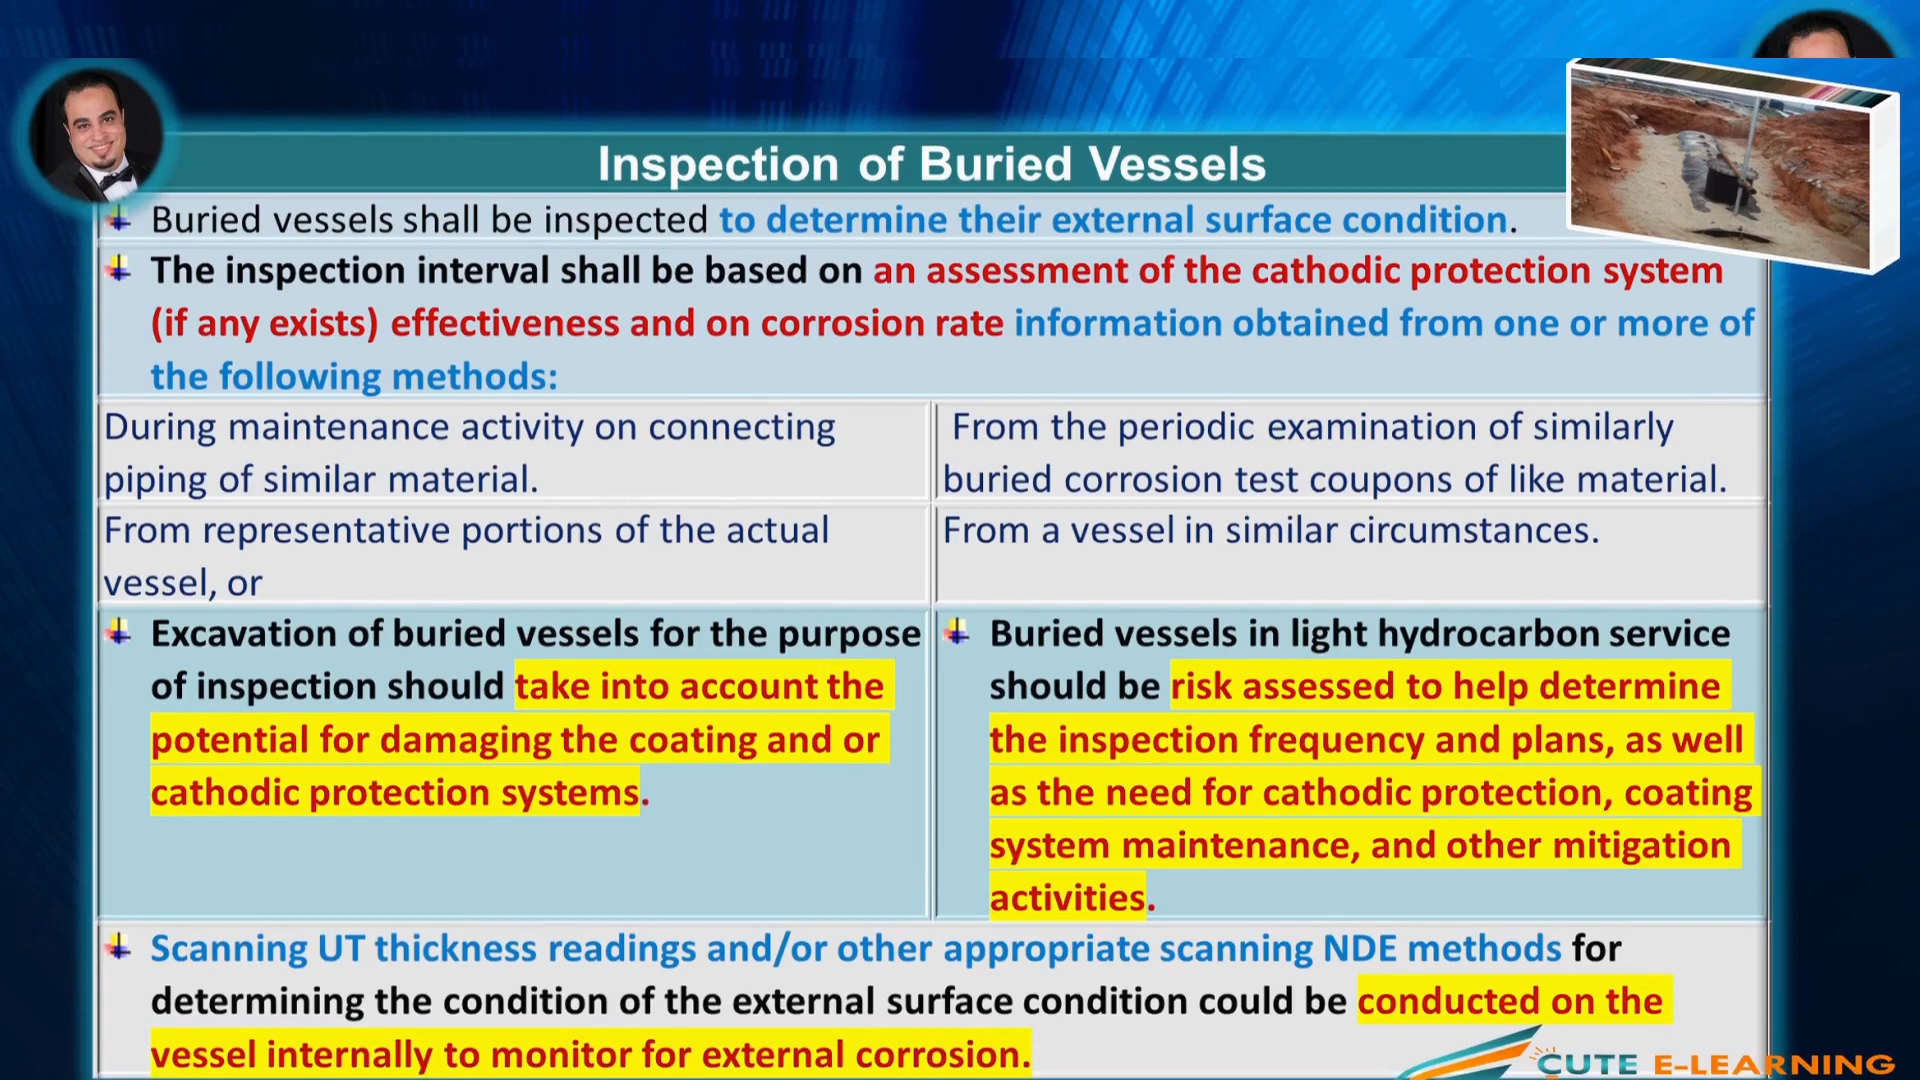 Inspection of Buried Vessels
Buried vessels shall be inspected to determine their external surface condition.
The inspection interval shall be based on an assessment of the cathodic protection system
(if any exists) effectiveness and on corrosion rate information obtained from one or more of
the following methods:
During maintenance activity on connecting
piping of similar material.
From the periodic examination of similarly
buried corrosion test coupons of like material.
From representative portions of the actual
vessel, or
From a vessel in similar circumstances.
Excavation of buried vessels for the purpose
of inspection should take into account the
potential for damaging the coating and or
cathodic protection systems.
Buried vessels in light hydrocarbon service
should be risk assessed to help determine
the inspection frequency and plans, as well
as the need for cathodic protection, coating
system maintenance, and other mitigation
activities.
Scanning UT thickness readings and/or other appropriate scanning NDE methods for
determining the condition of the external surface condition could be conducted on the
vessel internally to monitor for external corrosion.
CUTE E-LEARNING